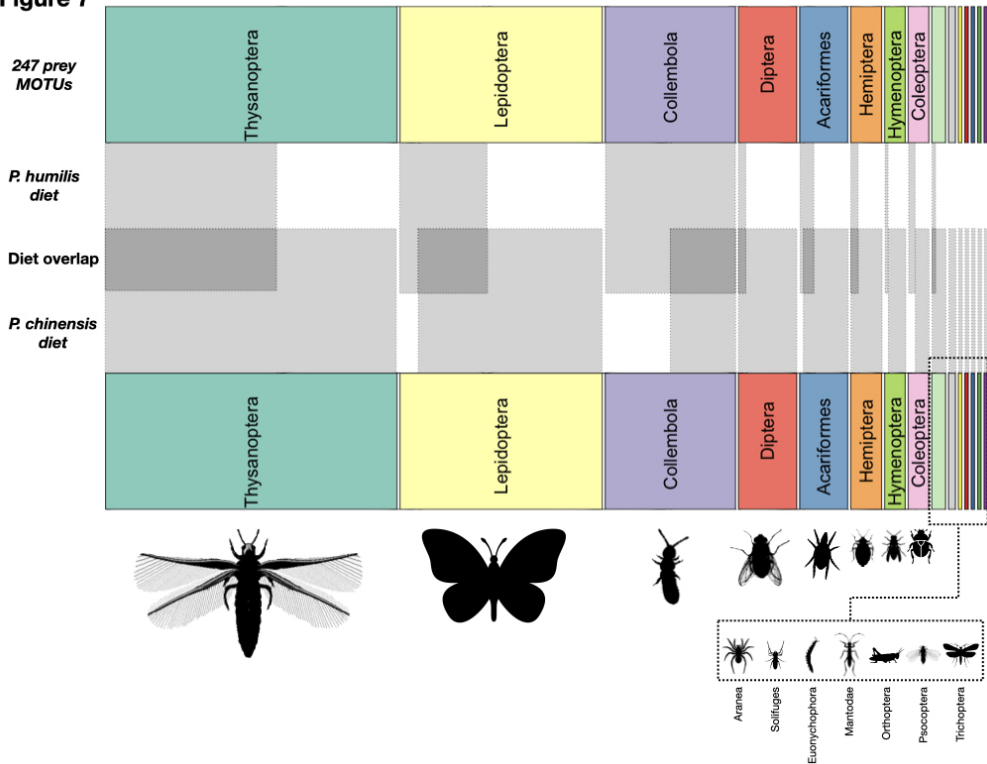 Figure 7
247 prey
MOTUs
Thysanoptera
Lepidoptera
Collembola
Diptera
Acariformes
Hemiptera
Hymenoptera
Coleoptera
P. humilis
diet
Diet overlap
P. chinensis
diet
Thysanoptera
Lepidoptera
Collembola
Diptera
Acariformes
Hemiptera
Hymenoptera
Coleoptera
Aranea
Solifuges
Euonychophora
Mantodae
Orthoptera
Psocoptera
Trichoptera